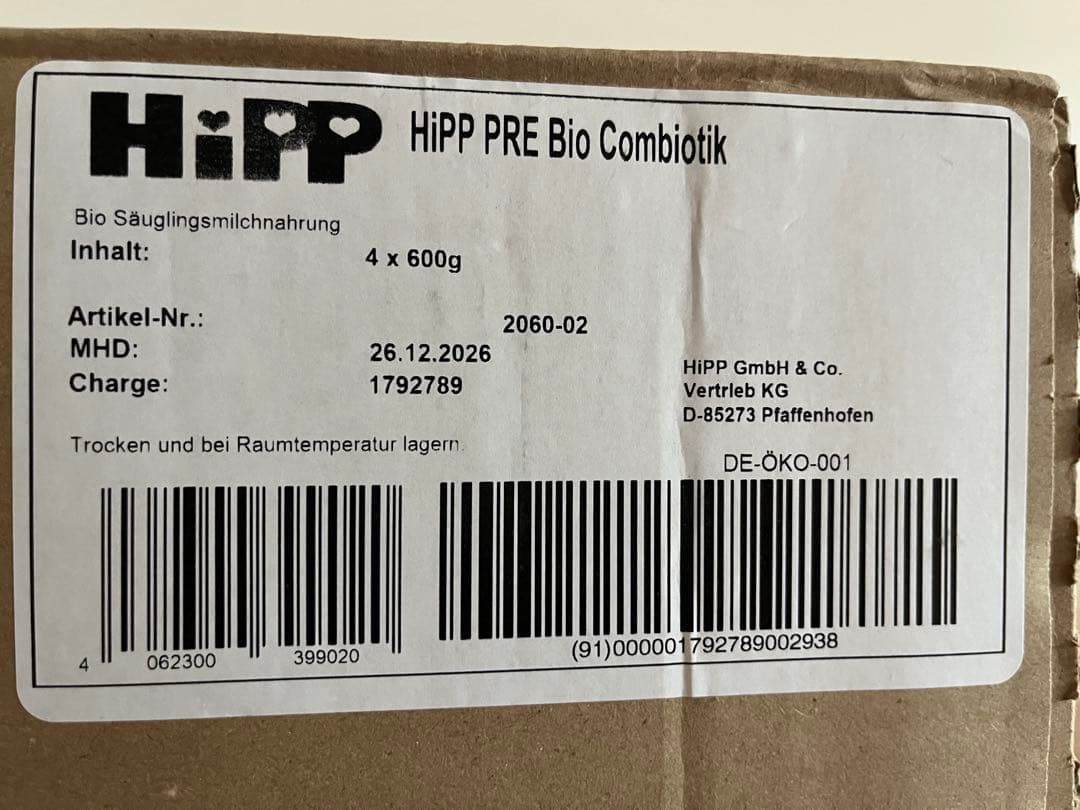 HiPP HiPP PRE Bio Combiotik
Bio Säuglingsmilchnahrung
Inhalt: 4 x 600g
Artikel-Nr.: 2060-02
MHD: 26.12.2026
Charge: 1792789
HiPP GmbH & Co.
Vertrieb KG
D-85273 Pfaffenhofen
Trocken und bei Raumtemperatur lagern.
DE-ÖKO-001
4 062300 399020
(91)000001792789002938